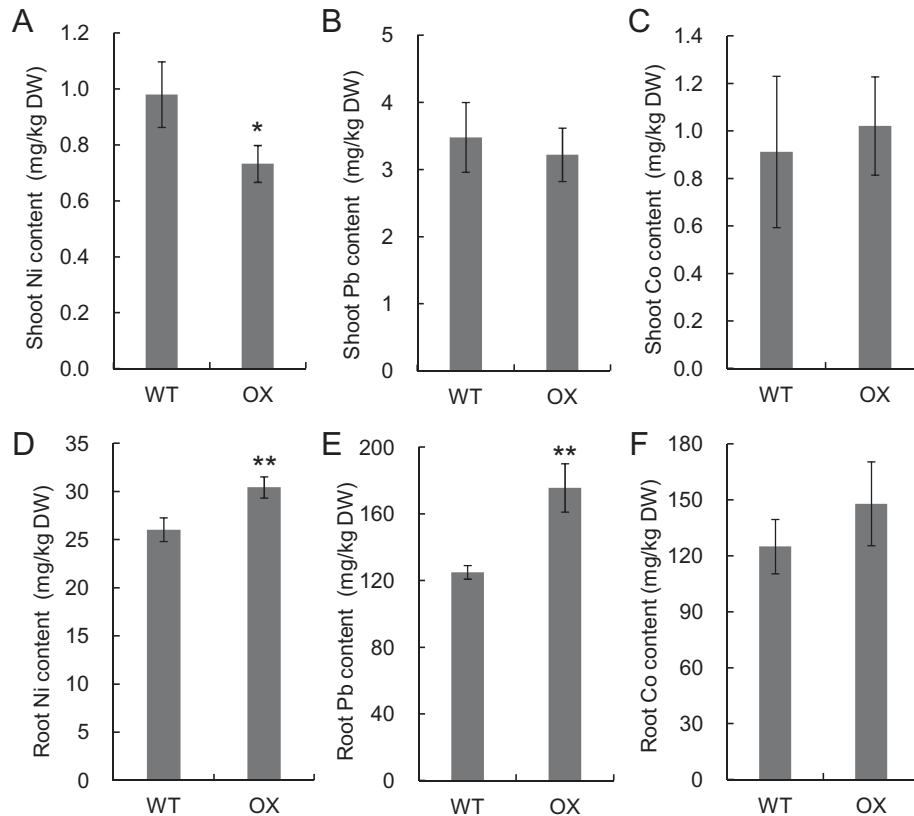 A
Shoot Ni content (mg/kg DW)
1.2
1.0
0.8
0.6
0.4
0.2
0.0
*
WT
OX
B
Shoot Pb content (mg/kg DW)
5
4
3
2
1
0
WT
OX
C
Shoot Co content (mg/kg DW)
1.4
1.2
1.0
0.8
0.6
0.4
0.2
0.0
WT
OX
D
Root Ni content (mg/kg DW)
35
30
25
20
15
10
5
0
**
WT
OX
E
Root Pb content (mg/kg DW)
200
160
120
80
40
0
**
WT
OX
F
Root Co content (mg/kg DW)
180
150
120
90
60
30
0
WT
OX